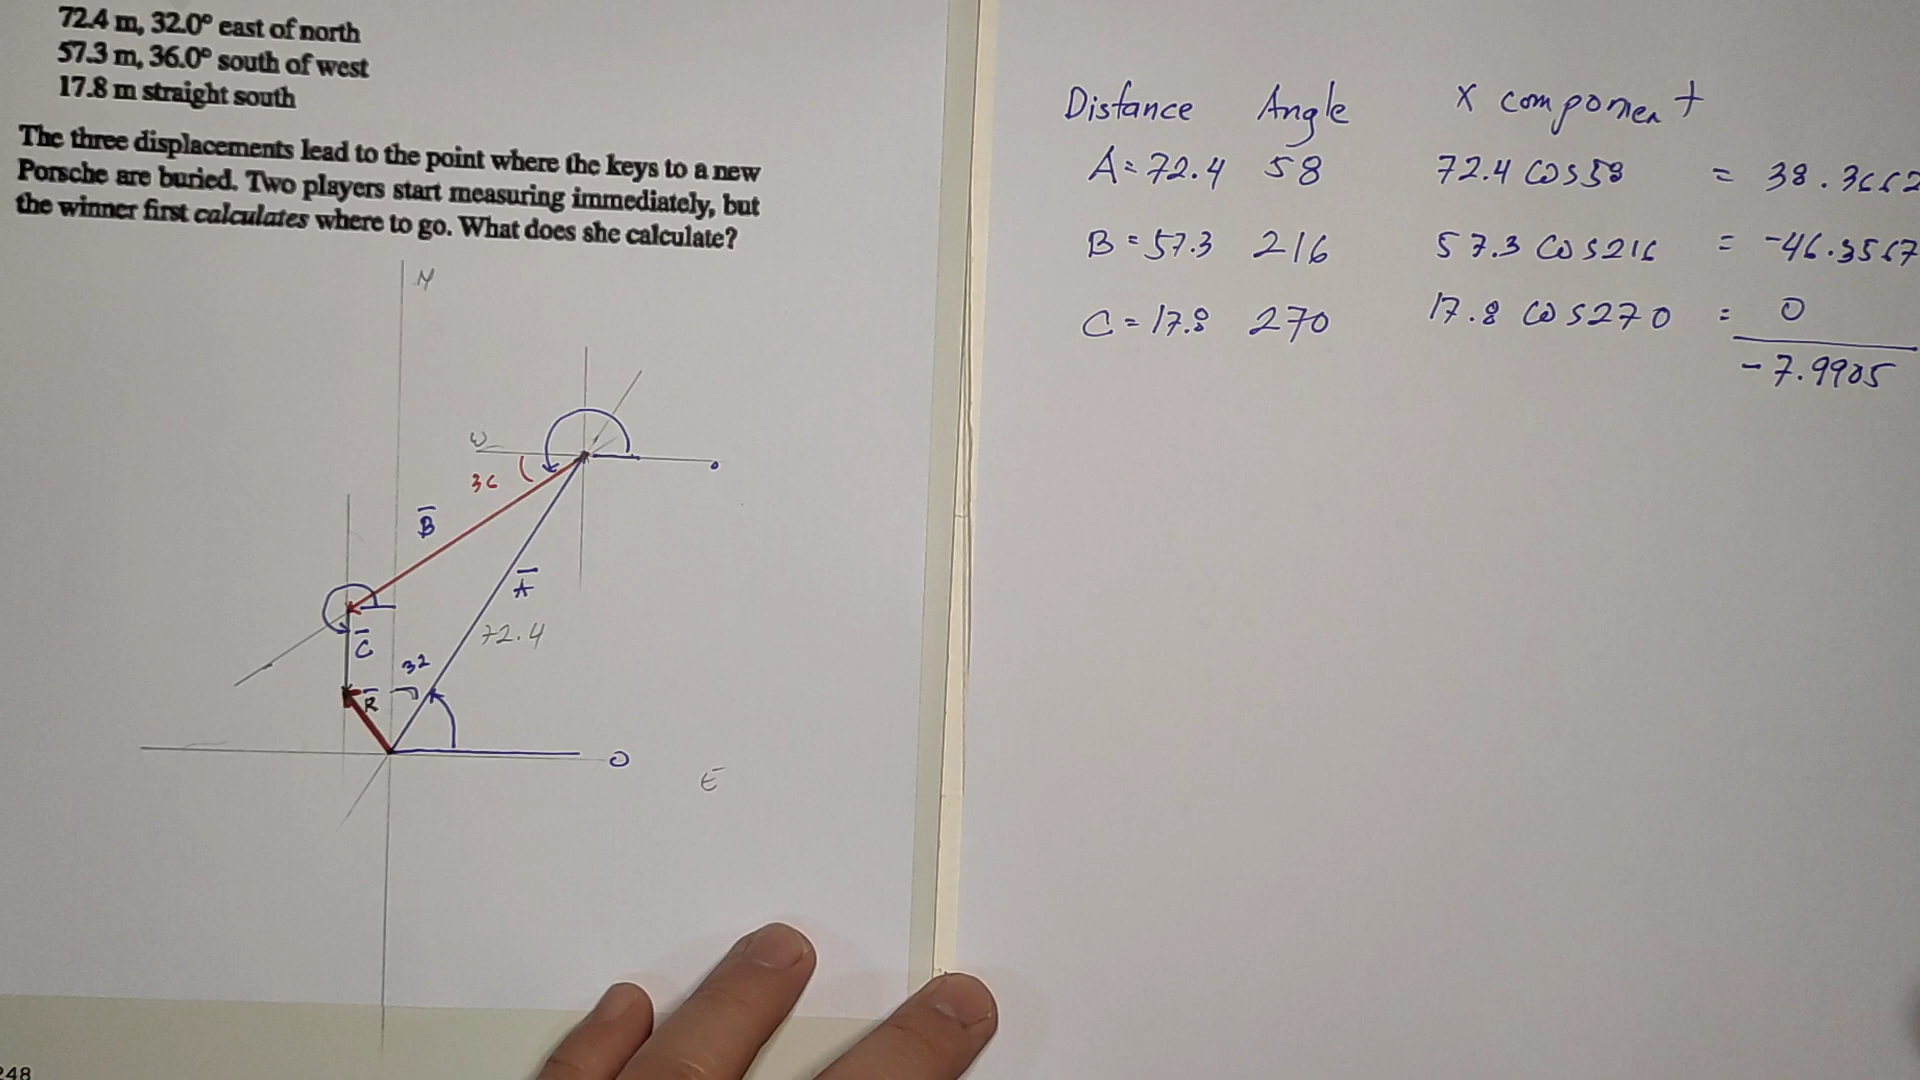 72.4 m, 32.0° east of north
57.3 m, 36.0° south of west
17.8 m straight south
The three displacements lead to the point where the keys to a new
Porsche are buried. Two players start measuring immediately, but
the winner first calculates where to go. What does she calculate?
N
W
36
B
A
72.4
C
32
R
O
E
248
Distance Angle X component
A = 72.4 58 72.4 cos 58 = 38.3662
B = 57.3 216 57.3 cos 216 = -46.3567
C = 17.8 270 17.8 cos 270 = 0
-7.9905